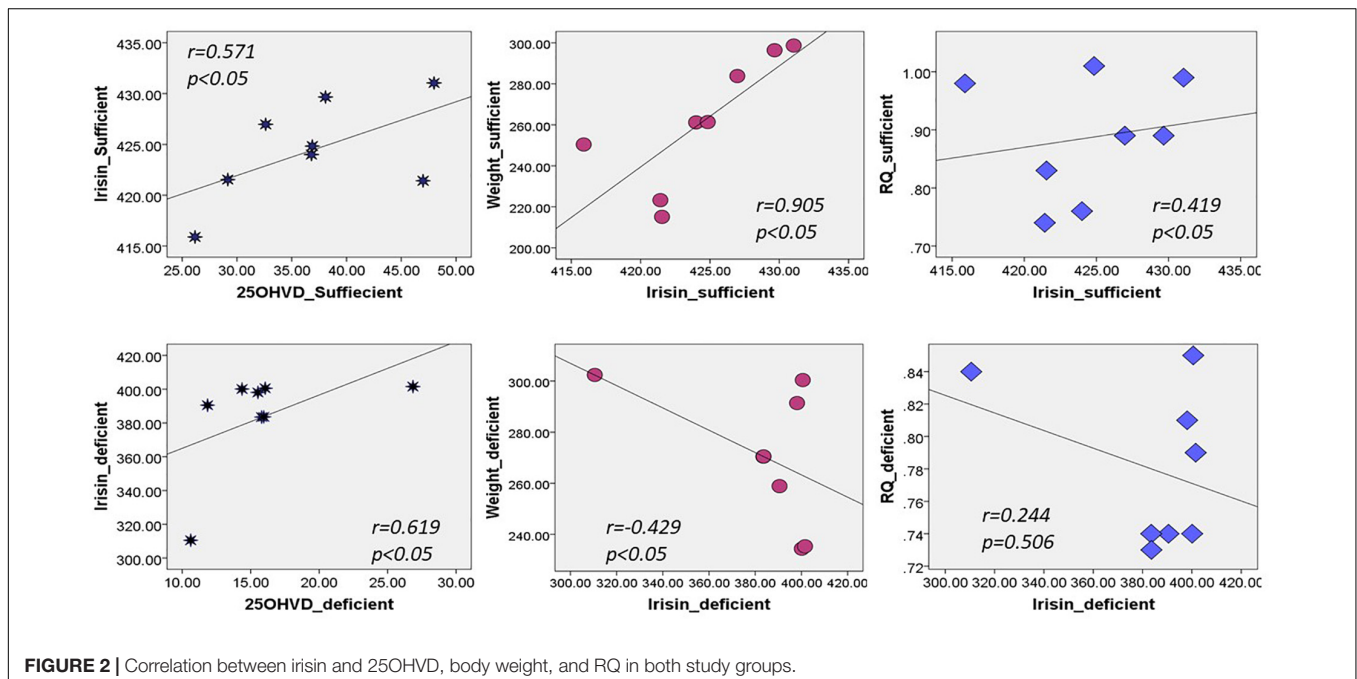 435.00
430.00
425.00
420.00
415.00
Irisin_Sufficient
r=0.571
p<0.05
25.00 30.00 35.00 40.00 45.00 50.00
25OHVD_Suffiecient
300.00
280.00
260.00
240.00
220.00
200.00
Weight_sufficient
r=0.905
p<0.05
415.00 420.00 425.00 430.00 435.00
Irisin_sufficient
1.00
.90
.80
.70
RQ_sufficient
r=0.419
p<0.05
415.00 420.00 425.00 430.00 435.0
Irisin_sufficient
420.00
400.00
380.00
360.00
340.00
320.00
300.00
Irisin_deficient
r=0.619
p<0.05
10.00 15.00 20.00 25.00 30.00
25OHVD_deficient
300.00
280.00
260.00
240.00
Weight_deficient
r=-0.429
p<0.05
300.00 320.00 340.00 360.00 380.00 400.00 420.00
Irisin_deficient
.84
.82
.80
.78
.76
.74
.72
RQ_deficient
r=0.244
p=0.506
300.00 320.00 340.00 360.00 380.00 400.00 420.00
Irisin_deficient
FIGURE 2 | Correlation between irisin and 25OHVD, body weight, and RQ in both study groups.